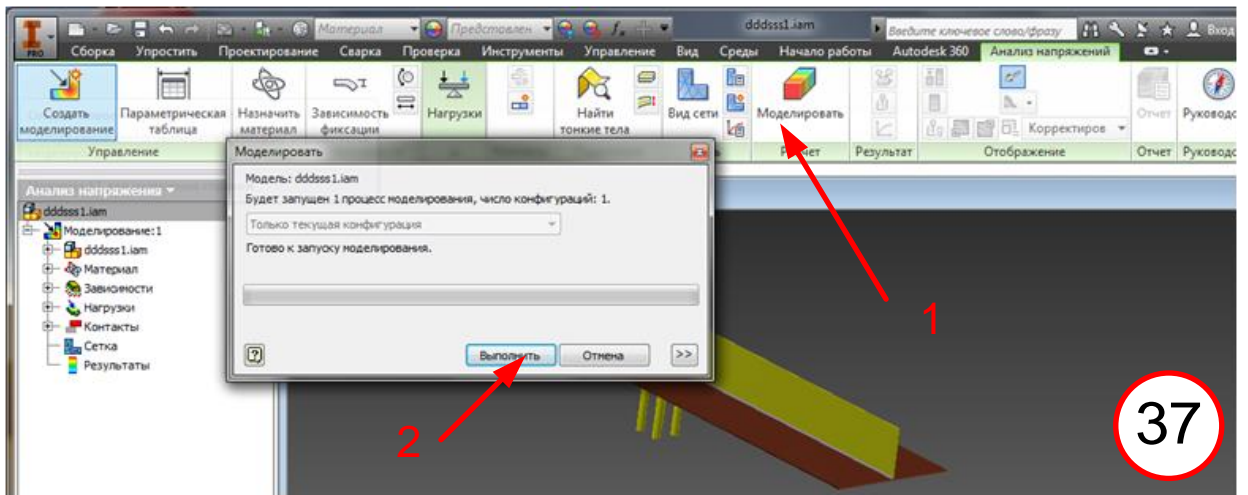 PRO
Материал
Представлен
dddsss1.iam
Введите ключевое слово/фразу
Вход
Сборка Упростить Проектирование Сварка Проверка Инструменты Управление Вид Среды Начало работы Autodesk 360 Анализ напряжений
Создать моделирование
Параметрическая таблица
Назначить материал
Зависимость фиксации
Нагрузки
Найти тонкие тела
Вид сети
Моделировать
Корректиров
Отчет
Руковод
Управление
Результат
Отображение
Отчет
Руковод
Моделировать
Модель: dddsss1.iam
Будет запущен 1 процесс моделирования, число конфигураций: 1.
Только текущая конфигурация
Готово к запуску моделирования.
Выполнить
Отмена
>>
?
Анализ напряжения
dddsss1.iam
Моделирование:1
dddsss1.iam
Материал
Зависимости
Нагрузки
Контакты
Сетка
Результаты
1
2
37